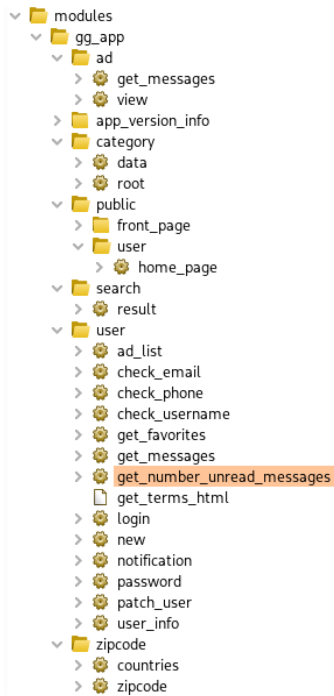 modules
gg_app
ad
get_messages
view
app_version_info
category
data
root
public
front_page
user
home_page
search
result
user
ad_list
check_email
check_phone
check_username
get_favorites
get_messages
get_number_unread_messages
get_terms_html
login
new
notification
password
patch_user
user_info
zipcode
countries
zipcode